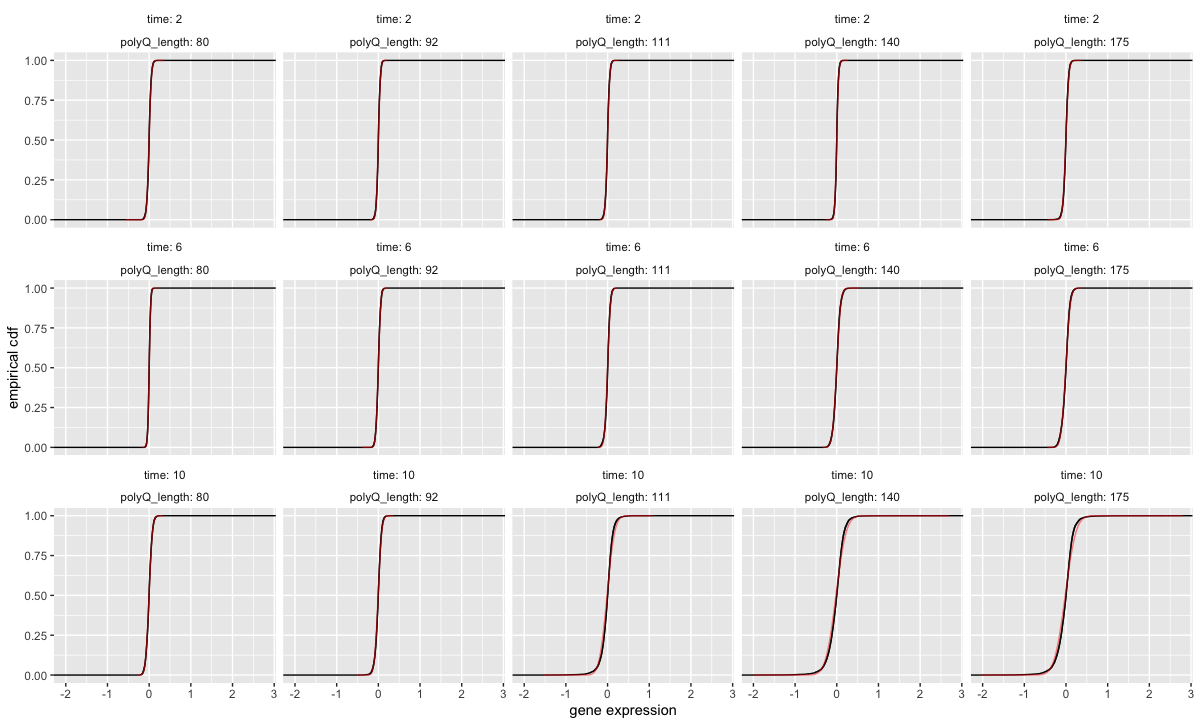 time: 2 time: 2 time: 2 time: 2 time: 2
polyQ_length: 80 polyQ_length: 92 polyQ_length: 111 polyQ_length: 140 polyQ_length: 175
1.00
0.75
0.50
0.25
0.00
time: 6 time: 6 time: 6 time: 6 time: 6
polyQ_length: 80 polyQ_length: 92 polyQ_length: 111 polyQ_length: 140 polyQ_length: 175
1.00
0.75
0.50
0.25
0.00
empirical cdf
time: 10 time: 10 time: 10 time: 10 time: 10
polyQ_length: 80 polyQ_length: 92 polyQ_length: 111 polyQ_length: 140 polyQ_length: 175
1.00
0.75
0.50
0.25
0.00
-2 -1 0 1 2 3 -2 -1 0 1 2 3 -2 -1 0 1 2 3 -2 -1 0 1 2 3 -2 -1 0 1 2 3
gene expression